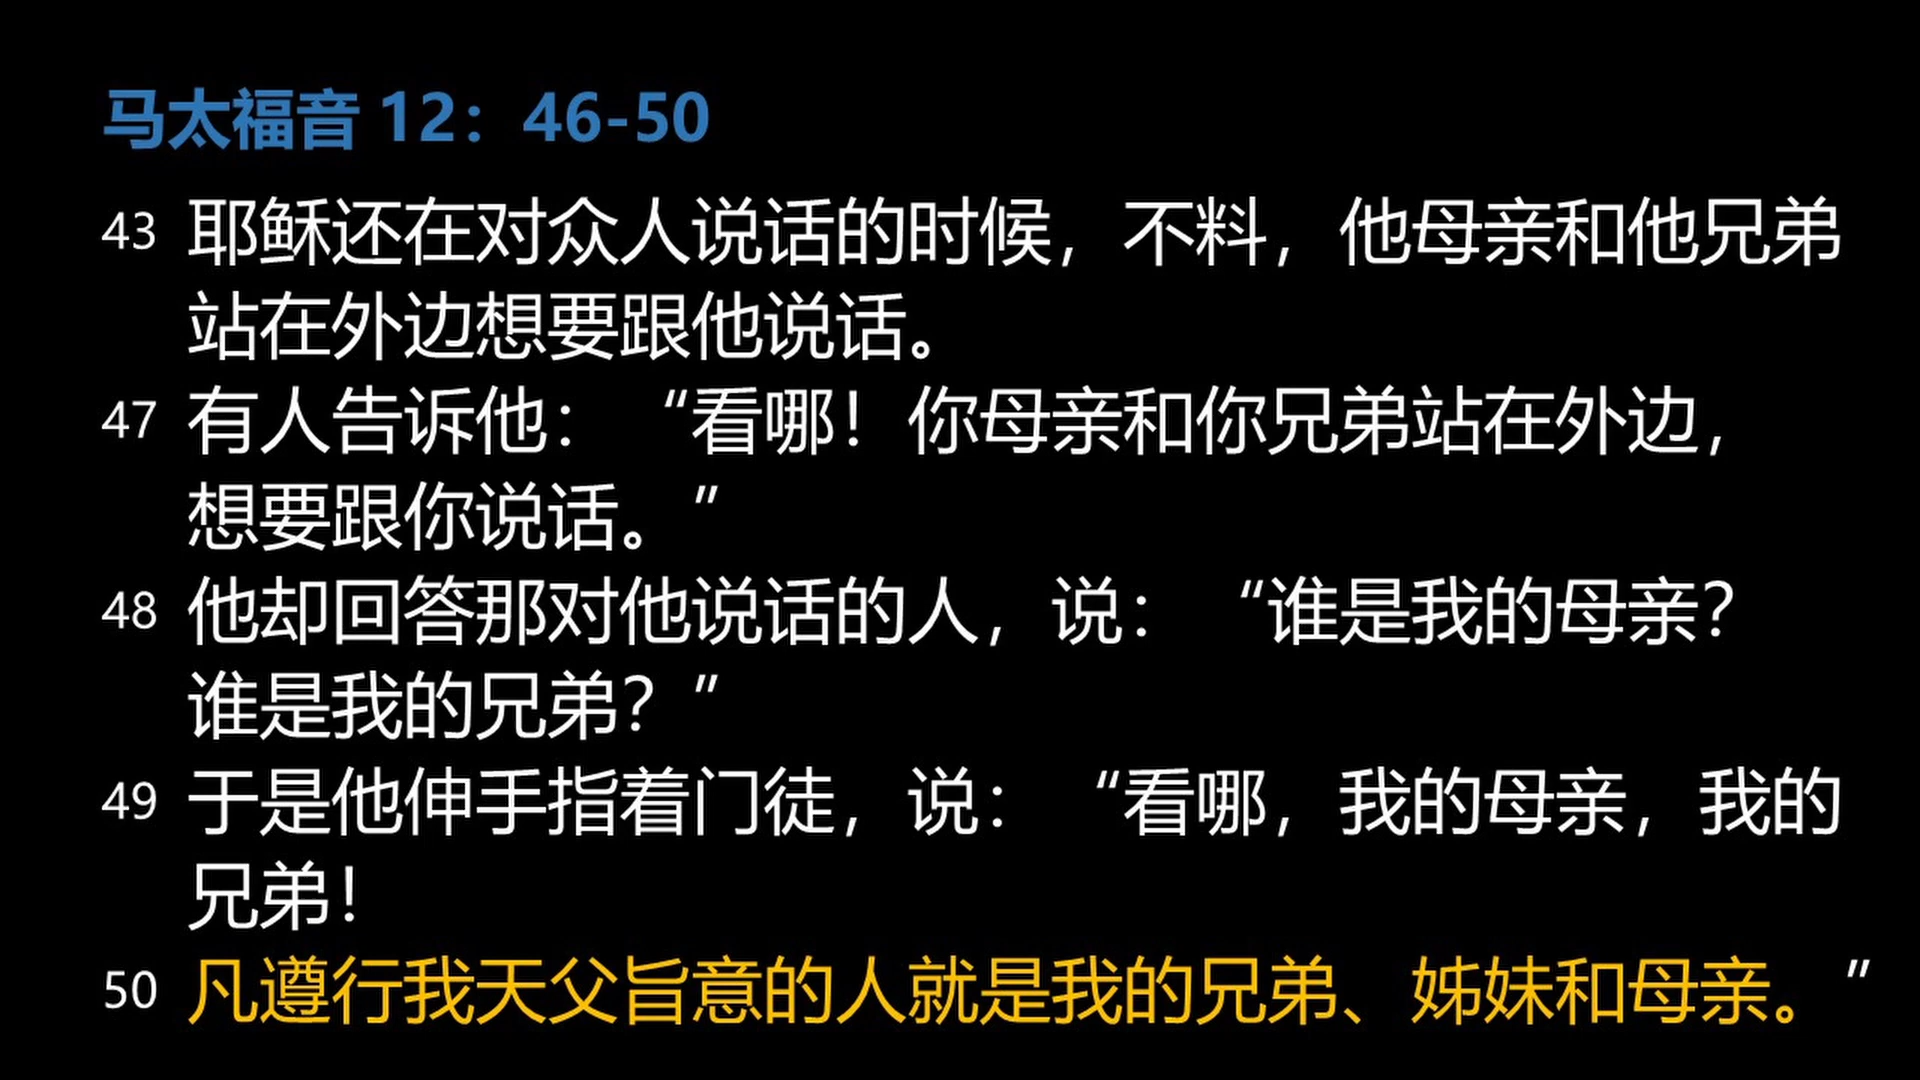 马太福音 12：46-50
43 耶稣还在对众人说话的时候，不料，他母亲和他兄弟
站在外边想要跟他说话。
47 有人告诉他：“看哪！你母亲和你兄弟站在外边，
想要跟你说话。”
48 他却回答那对他说话的人，说：“谁是我的母亲？
谁是我的兄弟？”
49 于是他伸手指着门徒，说：“看哪，我的母亲，我的
兄弟！
50 凡遵行我天父旨意的人就是我的兄弟、姊妹和母亲。”